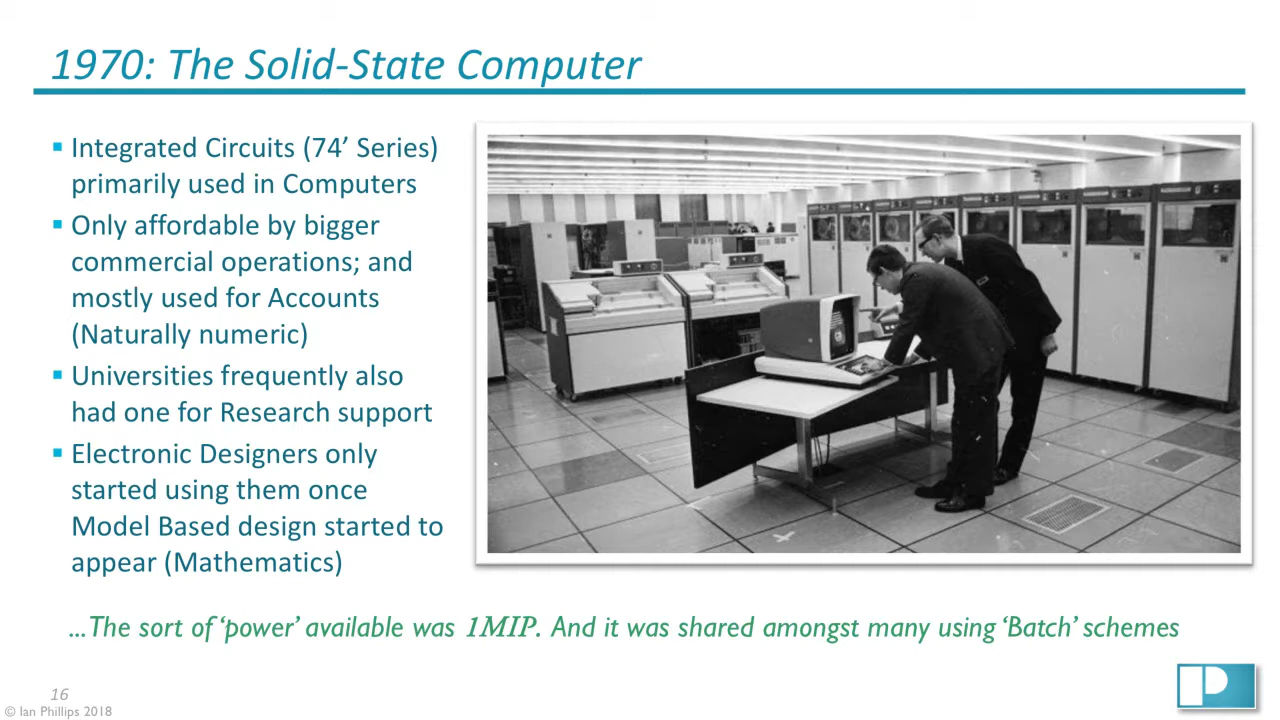 1970: The Solid-State Computer
▪ Integrated Circuits (74’ Series)
primarily used in Computers
▪ Only affordable by bigger
commercial operations; and
mostly used for Accounts
(Naturally numeric)
▪ Universities frequently also
had one for Research support
▪ Electronic Designers only
started using them once
Model Based design started to
appear (Mathematics)
...The sort of ‘power’ available was 1MIP. And it was shared amongst many using ‘Batch’ schemes
16
© Ian Phillips 2018
P